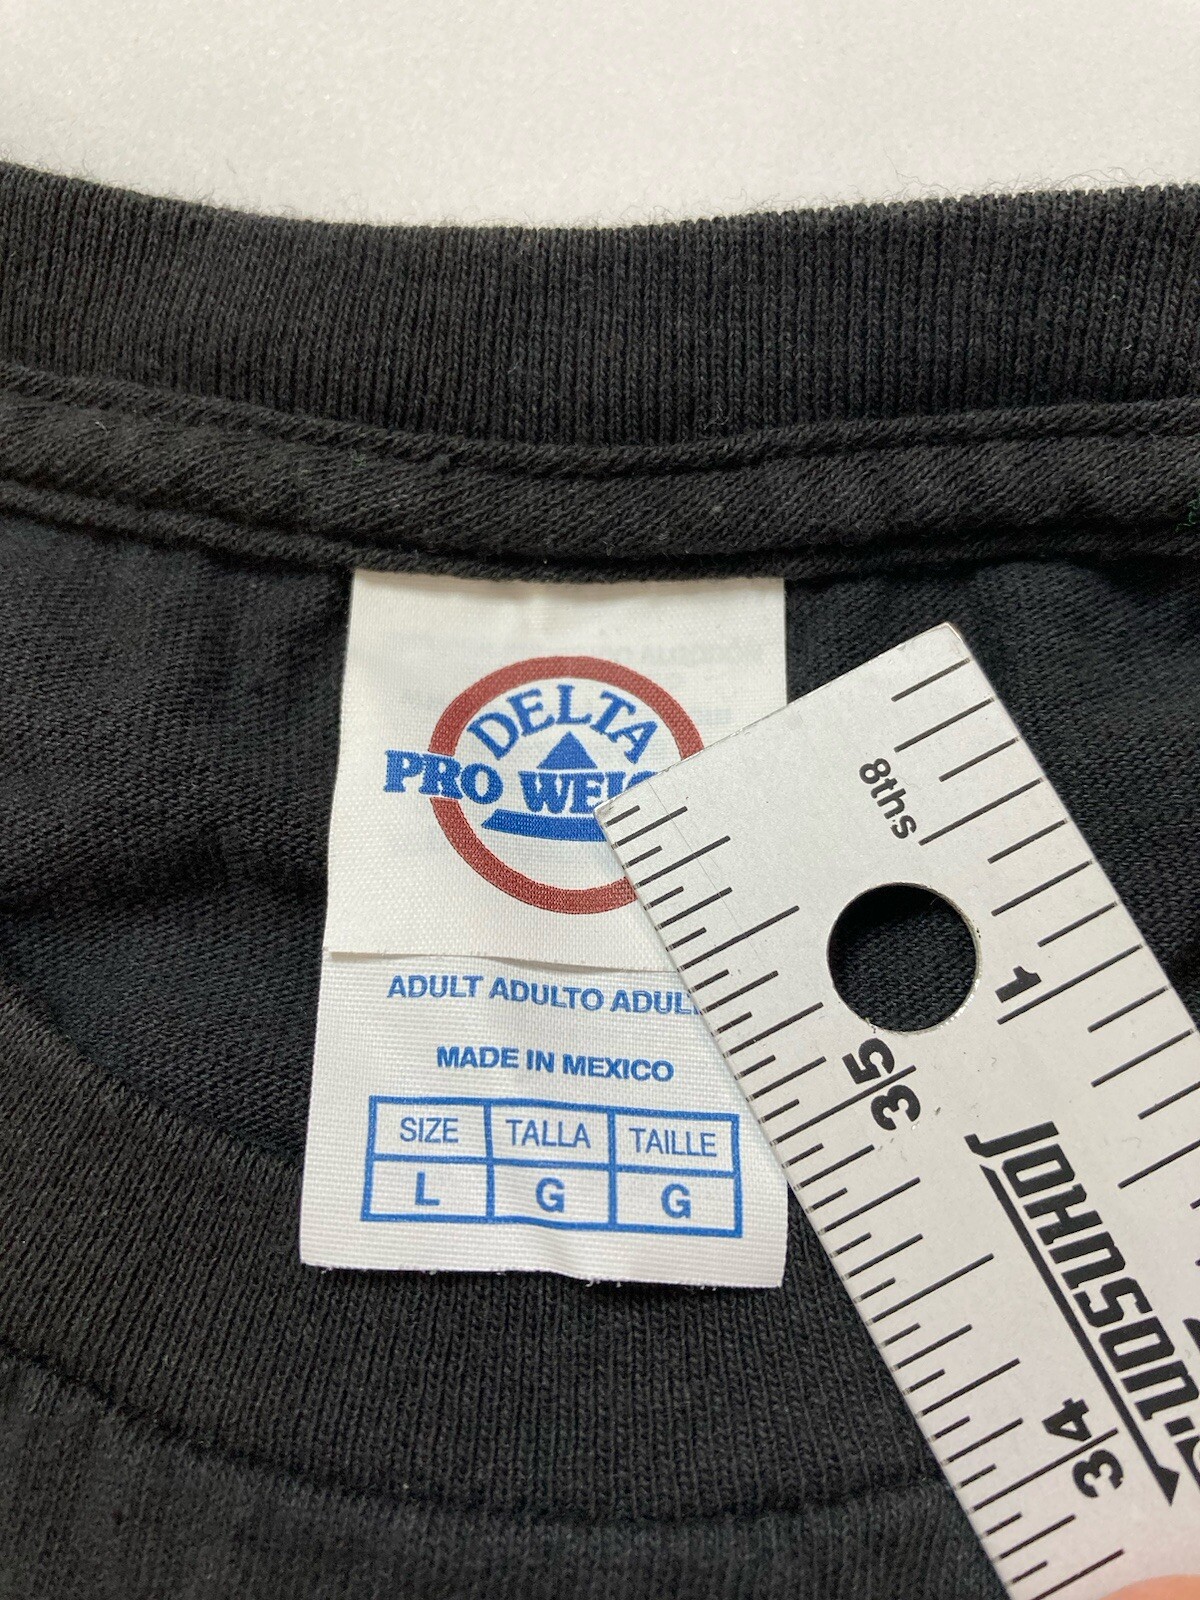 DELTA
PRO WEIG
ADULT ADULTO ADUL
MADE IN MEXICO
SIZE TALLA TAILLE
L G G
8ths
1
35
JOHNSON
34